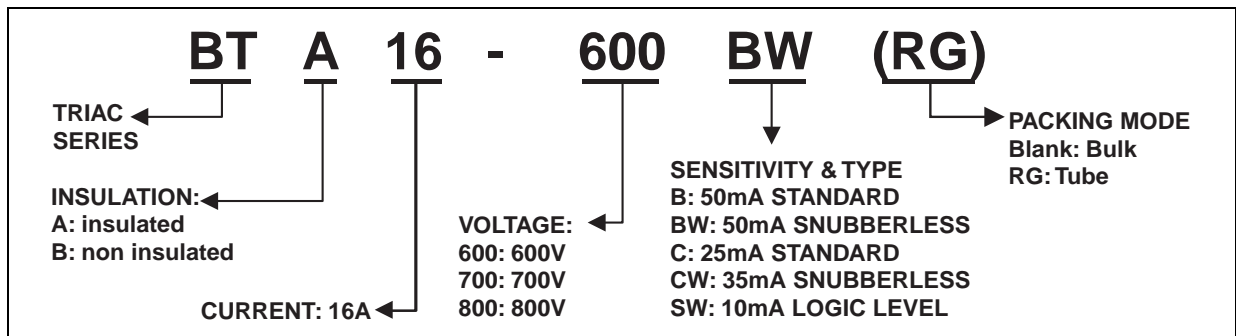 BT A 16 - 600 BW (RG)
TRIAC
SERIES
INSULATION:
A: insulated
B: non insulated
CURRENT: 16A
VOLTAGE:
600: 600V
700: 700V
800: 800V
SENSITIVITY & TYPE
B: 50mA STANDARD
BW: 50mA SNUBBERLESS
C: 25mA STANDARD
CW: 35mA SNUBBERLESS
SW: 10mA LOGIC LEVEL
PACKING MODE
Blank: Bulk
RG: Tube